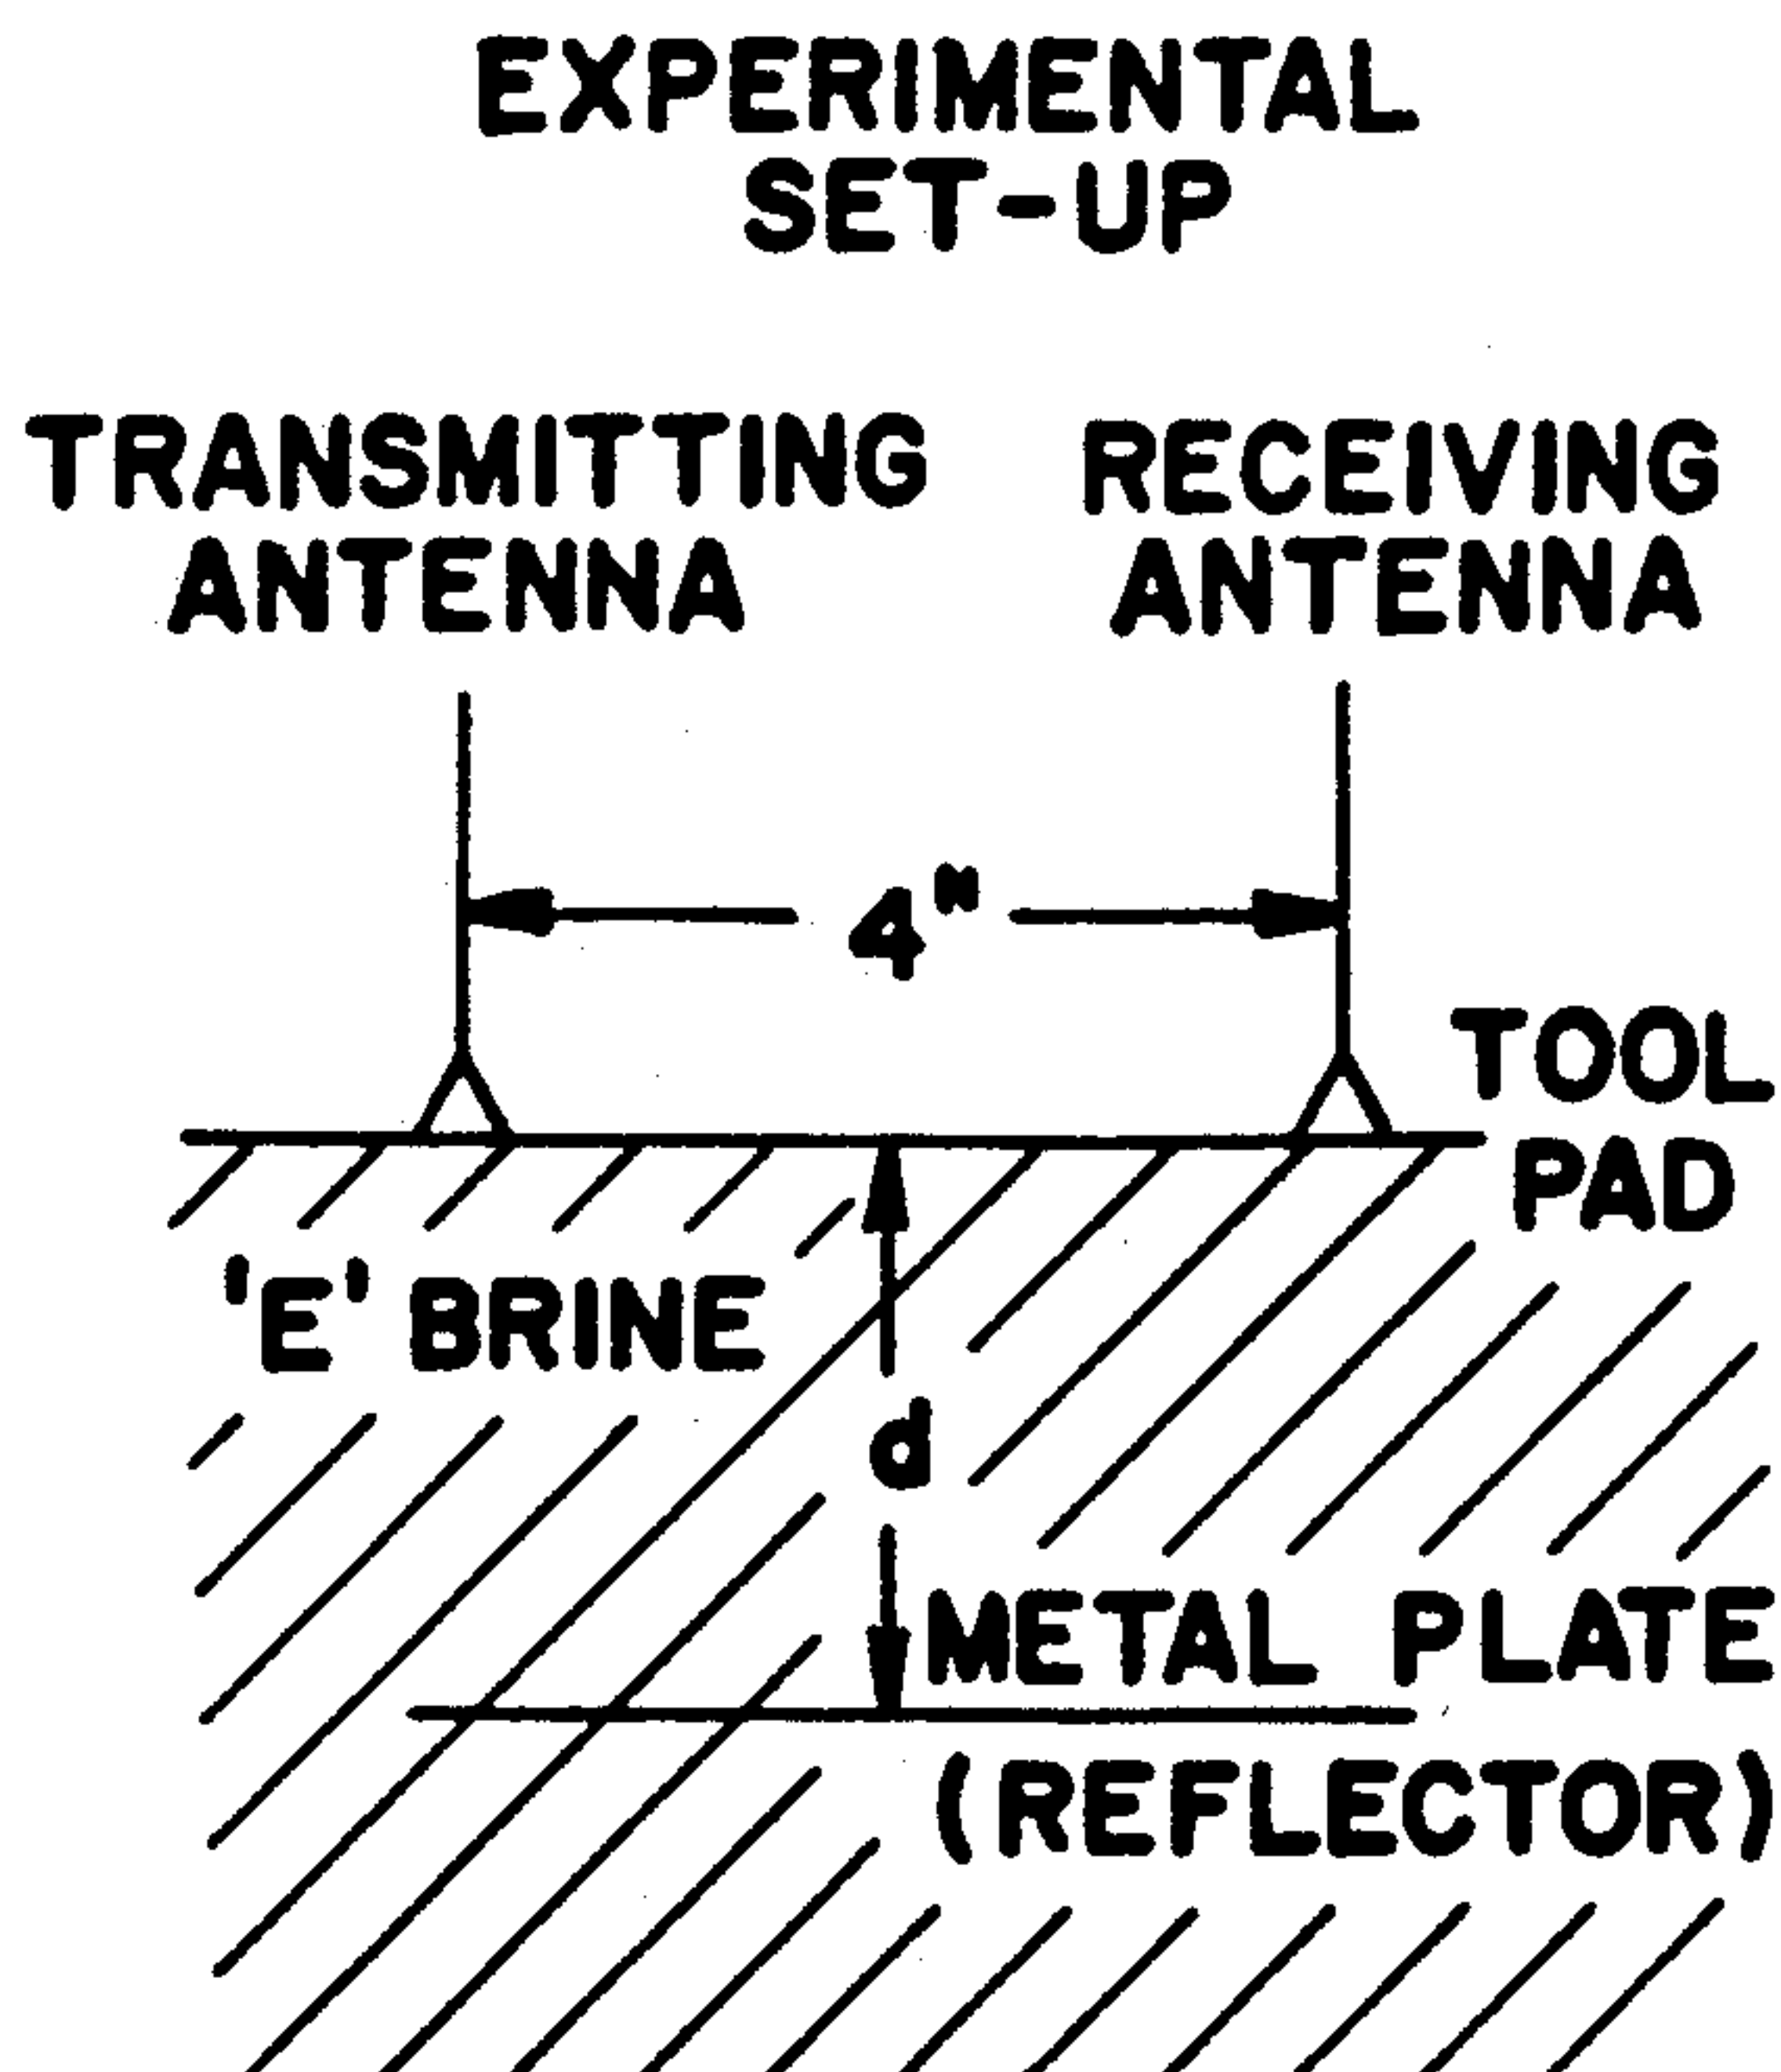 EXPERIMENTAL
SET-UP
TRANSMITTING
ANTENNA
RECEIVING
ANTENNA
4"
TOOL
PAD
'E' BRINE
d
METAL PLATE
(REFLECTOR)